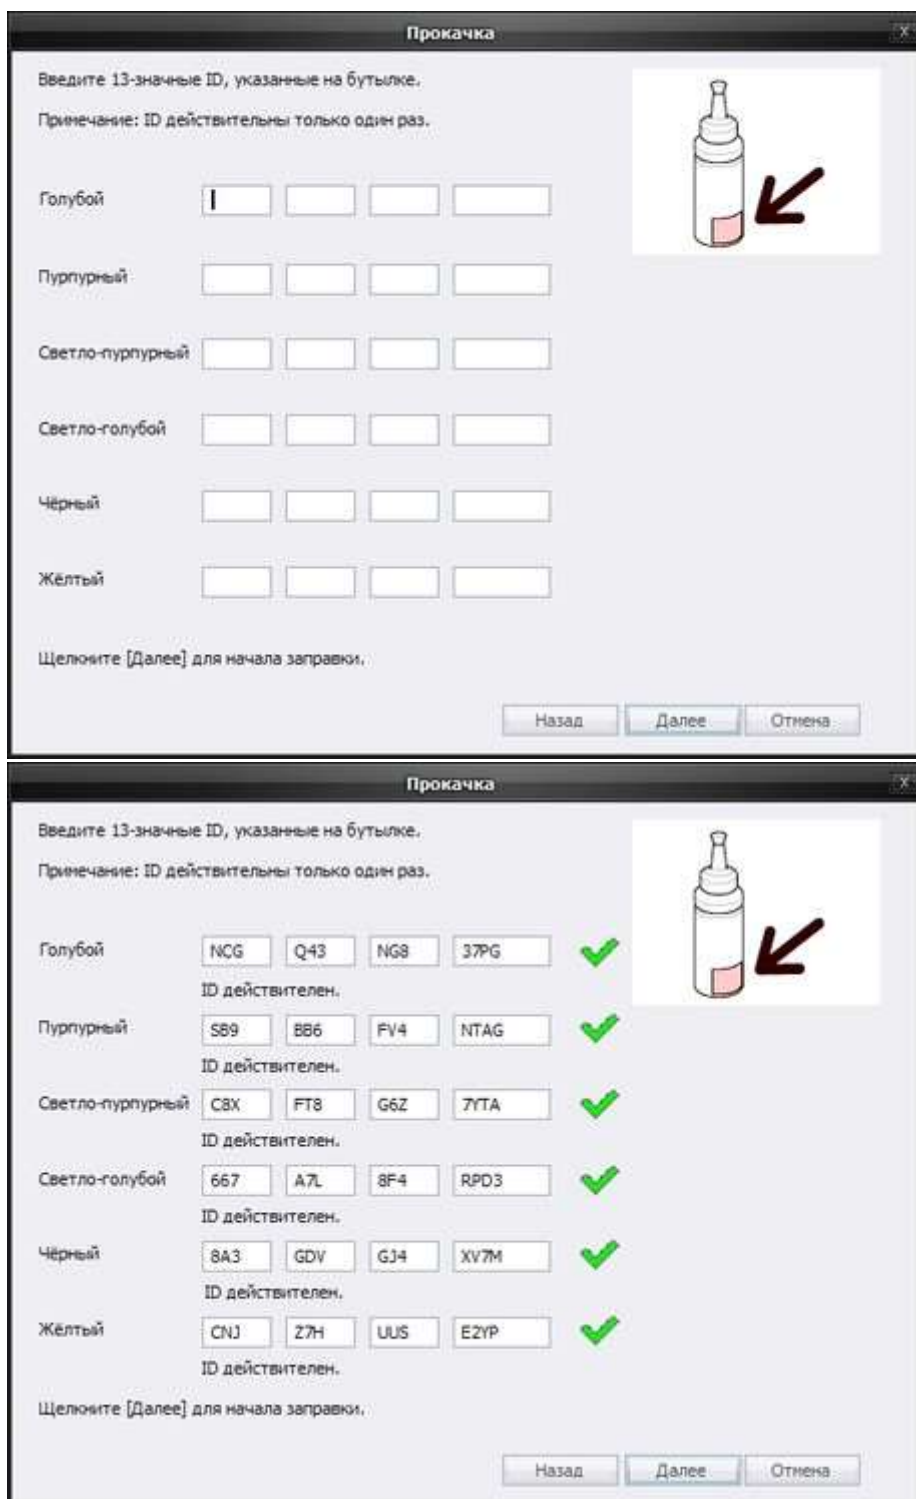 Прокачка
Введите 13-значные ID, указанные на бутылке.
Примечание: ID действительны только один раз.
Голубой
Пурпурный
Светло-пурпурный
Светло-голубой
Чёрный
Жёлтый
Щелкните [Далее] для начала заправки.
Назад Далее Отмена
Прокачка
Введите 13-значные ID, указанные на бутылке.
Примечание: ID действительны только один раз.
Голубой NCG Q43 NG8 37PG
ID действителен.
Пурпурный SB9 BB6 FV4 NTAG
ID действителен.
Светло-пурпурный C8X FT8 G6Z 7YTA
ID действителен.
Светло-голубой 667 A7L 8F4 RPD3
ID действителен.
Чёрный 8A3 GDV GJ4 XV7M
ID действителен.
Жёлтый CNJ Z7H UUS E2YP
ID действителен.
Щелкните [Далее] для начала заправки.
Назад Далее Отмена